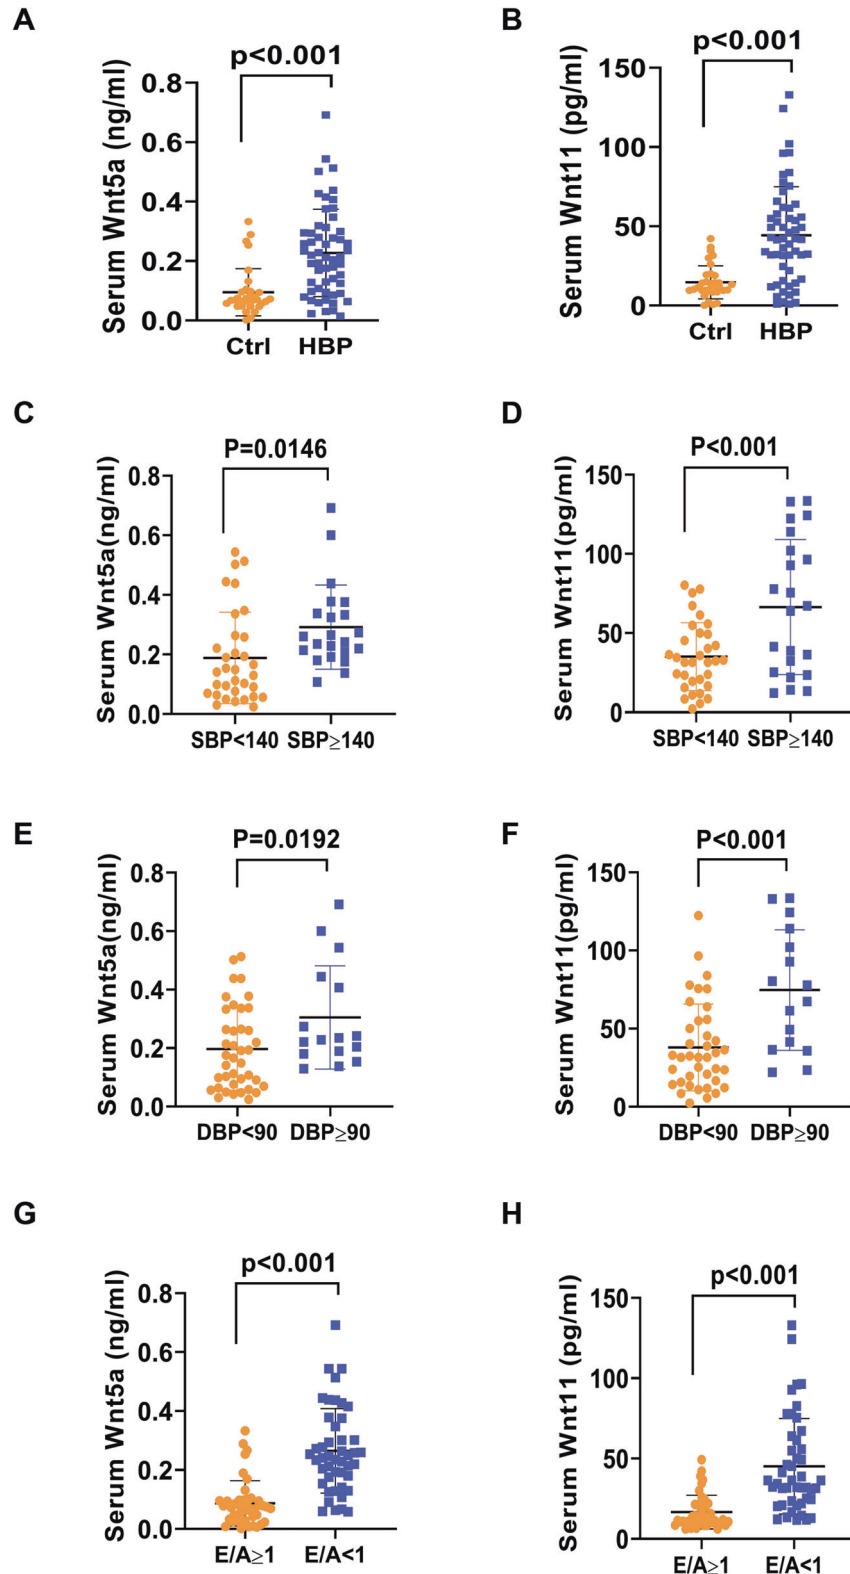 A
p<0.001
Serum Wnt5a (ng/ml)
0.8
0.6
0.4
0.2
0.0
Ctrl HBP
B
p<0.001
Serum Wnt11 (pg/ml)
150
100
50
0
Ctrl HBP
C
P=0.0146
Serum Wnt5a(ng/ml)
0.8
0.6
0.4
0.2
0.0
SBP<140 SBP≥140
D
P<0.001
Serum Wnt11(pg/ml)
150
100
50
0
SBP<140 SBP≥140
E
P=0.0192
Serum Wnt5a(ng/ml)
0.8
0.6
0.4
0.2
0.0
DBP<90 DBP≥90
F
P<0.001
Serum Wnt11(pg/ml)
150
100
50
0
DBP<90 DBP≥90
G
p<0.001
Serum Wnt5a (ng/ml)
0.8
0.6
0.4
0.2
0.0
E/A≥1 E/A<1
H
p<0.001
Serum Wnt11 (pg/ml)
150
100
50
0
E/A≥1 E/A<1